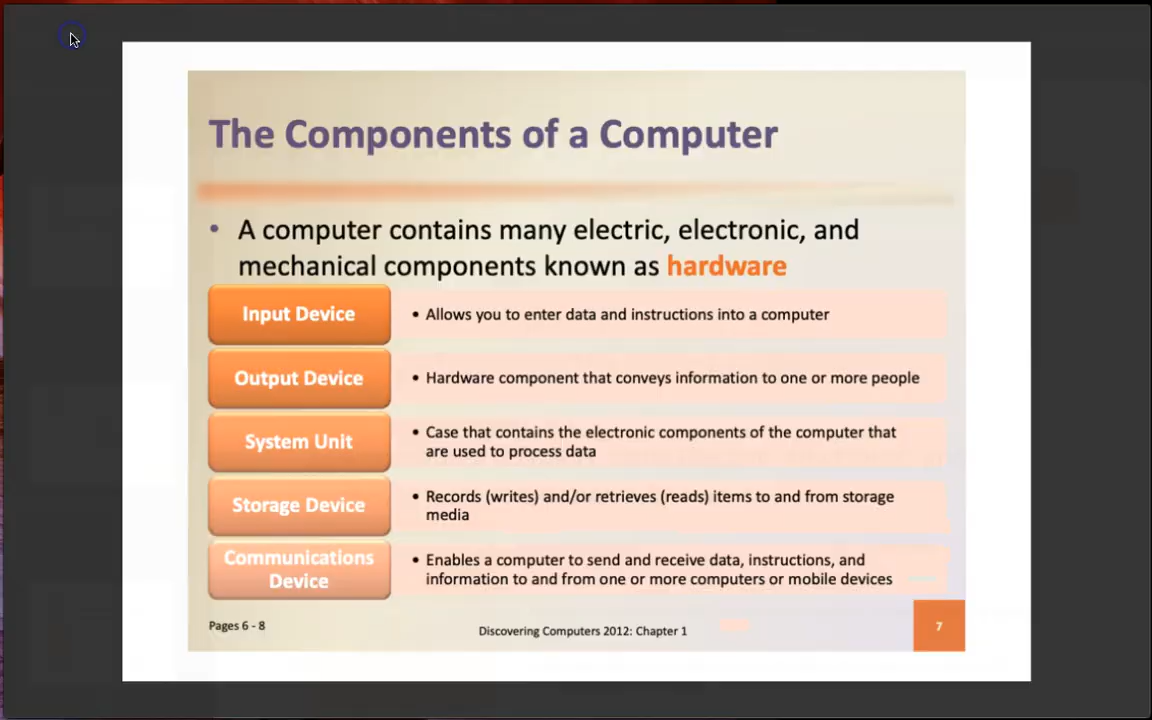 The Components of a Computer
• A computer contains many electric, electronic, and
mechanical components known as hardware
Input Device
• Allows you to enter data and instructions into a computer
Output Device
• Hardware component that conveys information to one or more people
System Unit
• Case that contains the electronic components of the computer that
are used to process data
Storage Device
• Records (writes) and/or retrieves (reads) items to and from storage
media
Communications
Device
• Enables a computer to send and receive data, instructions, and
information to and from one or more computers or mobile devices
Pages 6 - 8
Discovering Computers 2012: Chapter 1
7